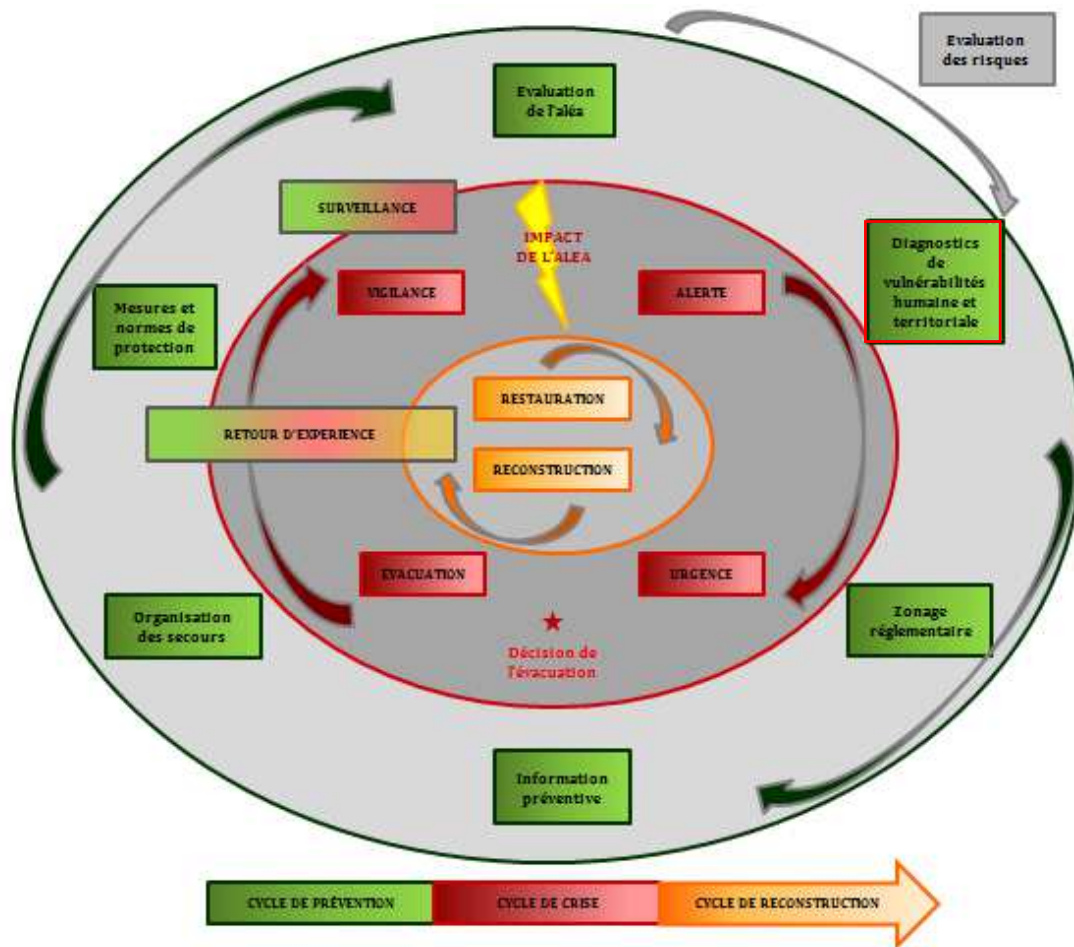 Evaluation
des risques
Evaluation
de l'aléa
SURVEILLANCE
IMPACT
DE L'ALEA
Diagnostics
de
vulnérabilités
humaine et
territoriale
VIGILANCE
ALERTE
Mesures et
normes de
protection
RESTAURATION
RETOUR D'EXPERIENCE
RECONSTRUCTION
EVACUATION
URGENCE
Organisation
des secours
Zonage
réglementaire
Décision de
l'évacuation
Information
préventive
CYCLE DE PRÉVENTION
CYCLE DE CRISE
CYCLE DE RECONSTRUCTION